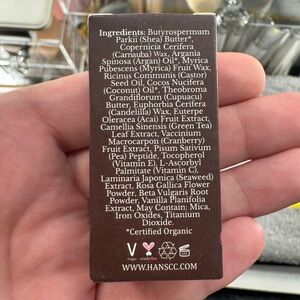 Ingredients: Butyrospermum
Parkii (Shea) Butter*,
Copernicia Cerifera
(Carnauba) Wax, Argania
Spinosa (Argan) Oil*, Myrica
Pubescens (Myrica) Fruit Wax,
Ricinus Communis (Castor)
Seed Oil, Cocos Nucifera
(Coconut) Oil*, Theobroma
Grandiflorum (Cupuacu)
Butter, Euphorbia Cerifera
(Candelilla) Wax, Euterpe
Oleracea (Acai) Fruit Extract,
Camellia Sinensis (Green Tea)
Leaf Extract, Vaccinium
Macrocarpon (Cranberry)
Fruit Extract, Pisum Sativum
(Pea) Peptide, Tocopherol
(Vitamin E), L-Ascorbyl
Palmitate (Vitamin C),
Laminaria Japonica (Seaweed)
Extract, Rosa Gallica Flower
Powder, Beta Vulgaris Root
Powder, Vanilla Planifolia
Extract, May Contain: Mica,
Iron Oxides, Titanium
Dioxide.
*Certified Organic
V
WWW.HANSCC.COM